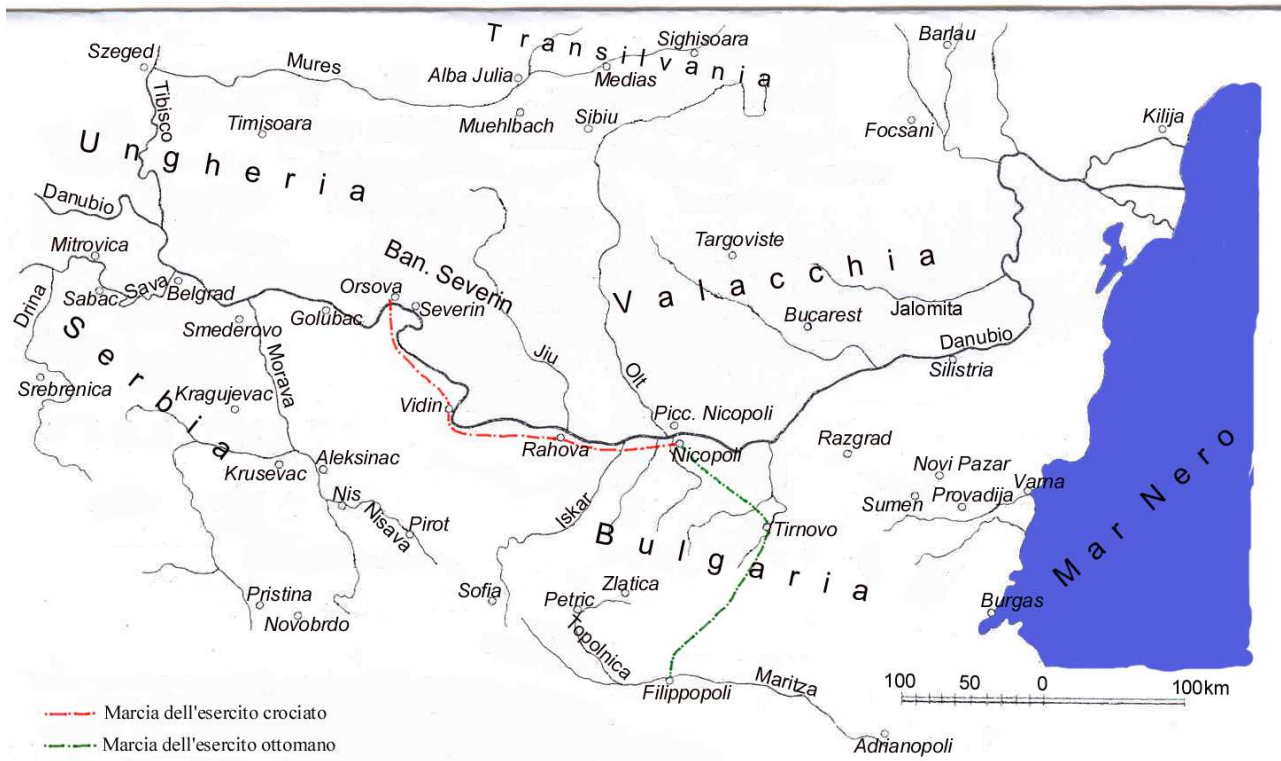 Transilvania
Barlau
Szeged
Sighisoara
Mures
Alba Julia
Medias
Tibisco
Timisoara
Muehlbach
Sibiu
Focsani
Kilija
Ungheria
Danubio
Mitrovica
Targoviste
Ban. Severin
Valacchia
Drina
Sabac
Sava
Belgrad
Orsova
Severin
Golubac
Smederovo
Jalomita
Bucarest
Serbia
Morava
Jiu
Olt
Danubio
Silistria
Srebrenica
Kragujevac
Vidin
Picc. Nicopoli
Rahova
Nicopoli
Razgrad
Krusevac
Aleksinac
Novi Pazar
Varna
Sumen
Provadija
Mar Nero
Nis
Nisava
Pirot
Iskar
Bulgaria
Tirnovo
Pristina
Novobrdo
Sofia
Petric
Zlatica
Burgas
Topolnica
Filippopoli
Maritza
Adrianopoli
100 50 0 100km
Marcia dell'esercito crociato
Marcia dell'esercito ottomano